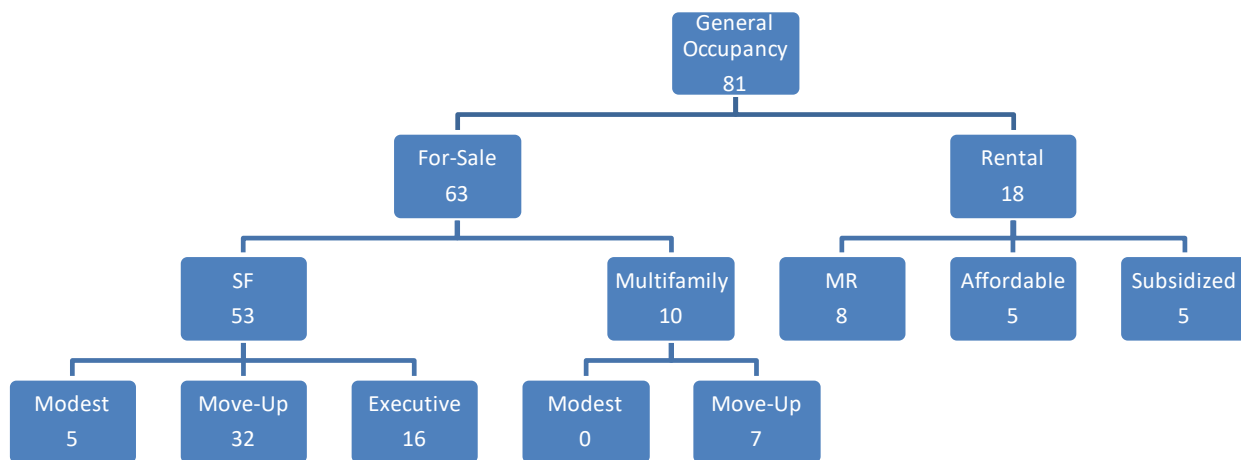 General
Occupancy
81
For-Sale
63
Rental
18
SF
53
Multifamily
10
MR
8
Affordable
5
Subsidized
5
Modest
5
Move-Up
32
Executive
16
Modest
0
Move-Up
7